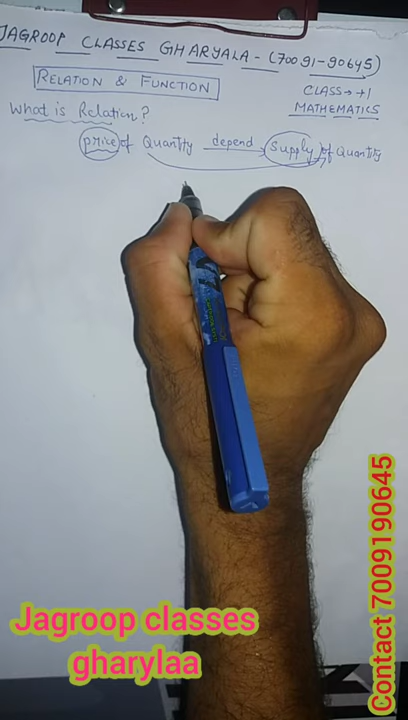 JAGROOP CLASSES GHARYALA - (70091-90645)
RELATION & FUNCTION
CLASS → +1
MATHEMATICS
What is Relation?
price of Quantity depend Supply of Quantity
Jagroop classes
gharylaa
Contact 7009190645